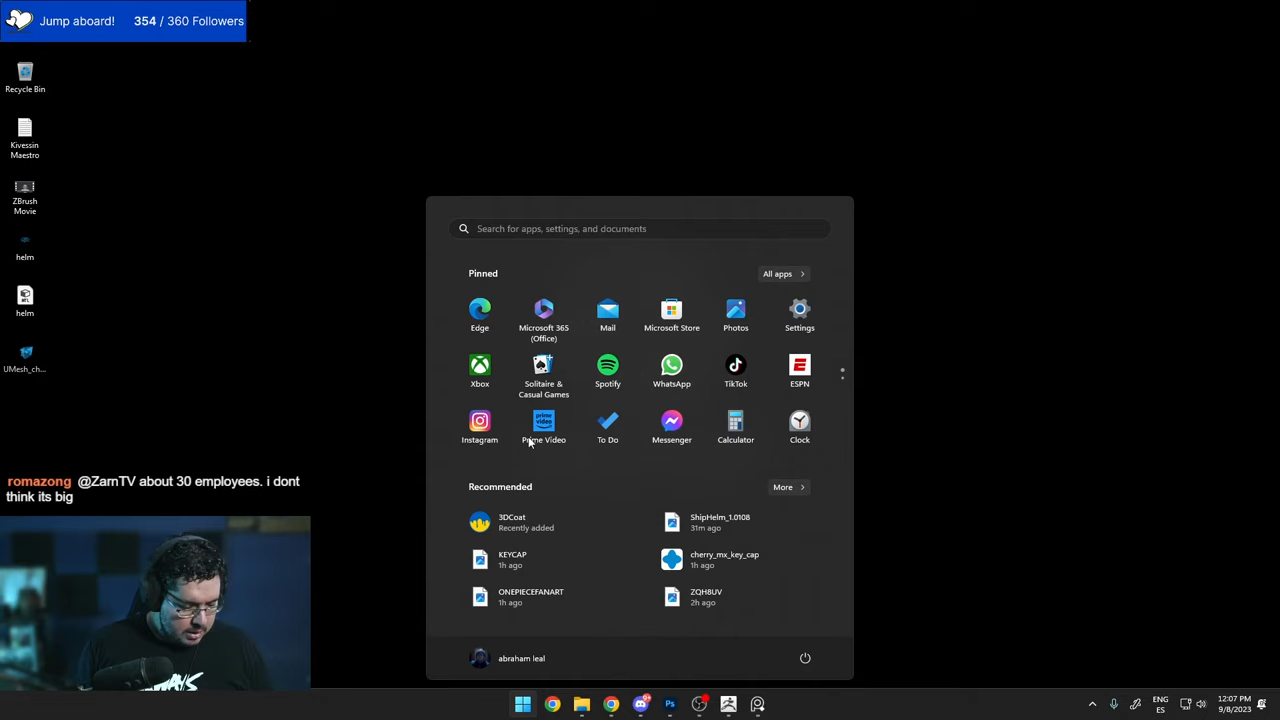 Jump aboard!
354 / 360 Followers
Recycle Bin
Kivessin
Maestro
ZBrush
Movie
helm
helm
UMesh_ch...
romazong @ZarnTV about 30 employees. i dont
think its big
Search for apps, settings, and documents
Pinned
All apps
Edge
Microsoft 365
(Office)
Mail
Microsoft Store
Photos
Settings
Xbox
Solitaire &
Casual Games
Spotify
WhatsApp
TikTok
ESPN
Instagram
Prime Video
To Do
Messenger
Calculator
Clock
Recommended
More
3DCoat
Recently added
ShipHelm_1.0108
31m ago
KEYCAP
1h ago
cherry_mx_key_cap
1h ago
ONEPIECEFANART
1h ago
ZQH8UV
2h ago
abraham leal
ENG
ES
12:07 PM
9/8/2023